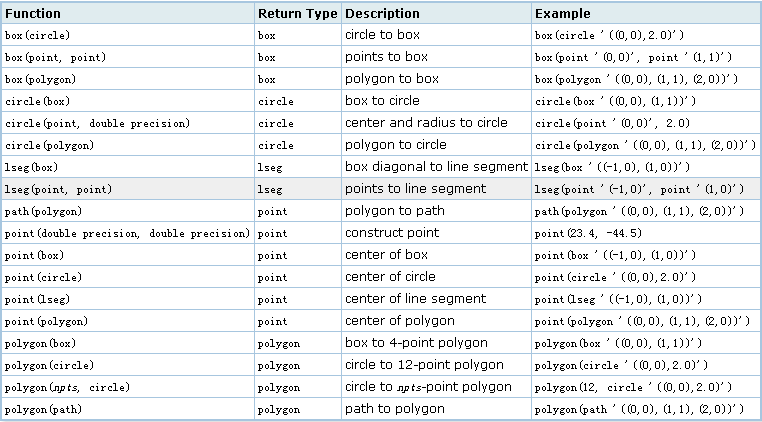 Function Return Type Description Example
box(circle) box circle to box box(circle '((0,0),2.0)')
box(point, point) box points to box box(point '(0,0)', point '(1,1)')
box(polygon) box polygon to box box(polygon '((0,0),(1,1),(2,0))')
circle(box) circle box to circle circle(box '((0,0),(1,1))')
circle(point, double precision) circle center and radius to circle circle(point '(0,0)', 2.0)
circle(polygon) circle polygon to circle circle(polygon '((0,0),(1,1),(2,0))')
lseg(box) lseg box diagonal to line segment lseg(box '((-1,0),(1,0))')
lseg(point, point) lseg points to line segment lseg(point '(-1,0)', point '(1,0)')
path(polygon) point polygon to path path(polygon '((0,0),(1,1),(2,0))')
point(double precision, double precision) point construct point point(23.4, -44.5)
point(box) point center of box point(box '((-1,0),(1,0))')
point(circle) point center of circle point(circle '((0,0),2.0)')
point(lseg) point center of line segment point(lseg '((-1,0),(1,0))')
point(polygon) point center of polygon point(polygon '((0,0),(1,1),(2,0))')
polygon(box) polygon box to 4-point polygon polygon(box '((0,0),(1,1))')
polygon(circle) polygon circle to 12-point polygon polygon(circle '((0,0),2.0)')
polygon(npts, circle) polygon circle to npts-point polygon polygon(12, circle '((0,0),2.0)')
polygon(path) polygon path to polygon polygon(path '((0,0),(1,1),(2,0))')